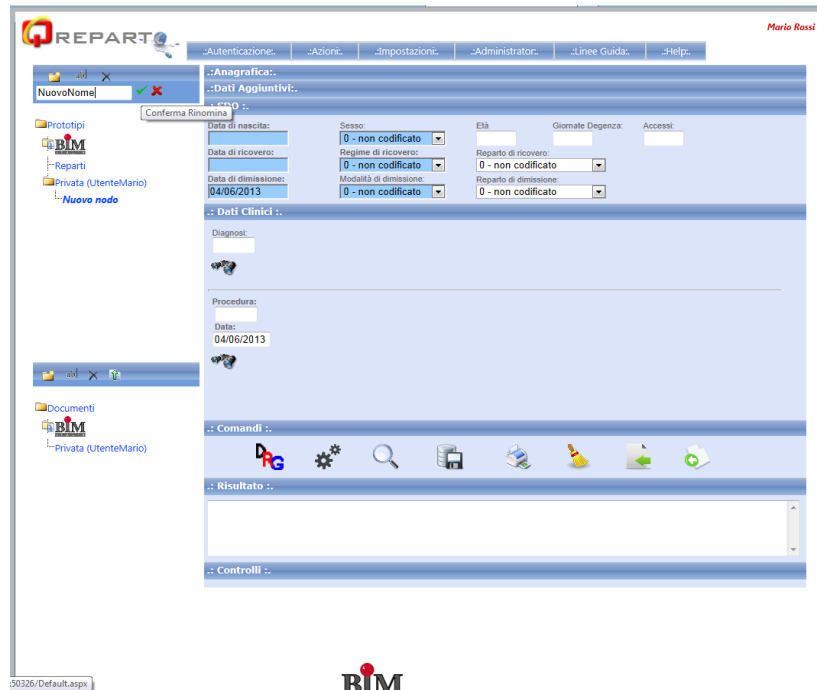 QREPARTO
Mario Rossi
.:Autenticazione:. .:Azioni:. .:Impostazioni:. .:Administrator:. .:Linee Guida:. .:Help:.
NuovoNome
Conferma Rinomina
Prototipi
BIM
Reparti
Privata (UtenteMario)
Nuovo nodo
Documenti
BIM
Privata (UtenteMario)
.:Anagrafica:.
.:Dati Aggiuntivi:.
.: SDO :.
Data di nascita: Sesso: Età Giornate Degenza: Accessi:
0 - non codificato
Data di ricovero: Regime di ricovero: Reparto di ricovero:
0 - non codificato 0 - non codificato
Data di dimissione: Modalità di dimissione: Reparto di dimissione:
04/06/2013 0 - non codificato 0 - non codificato
.: Dati Clinici :.
Diagnosi:
Procedura:
Data:
04/06/2013
.: Comandi :.
DRG
.: Risultato :.
.: Controlli :.
BIM
:50326/Default.aspx